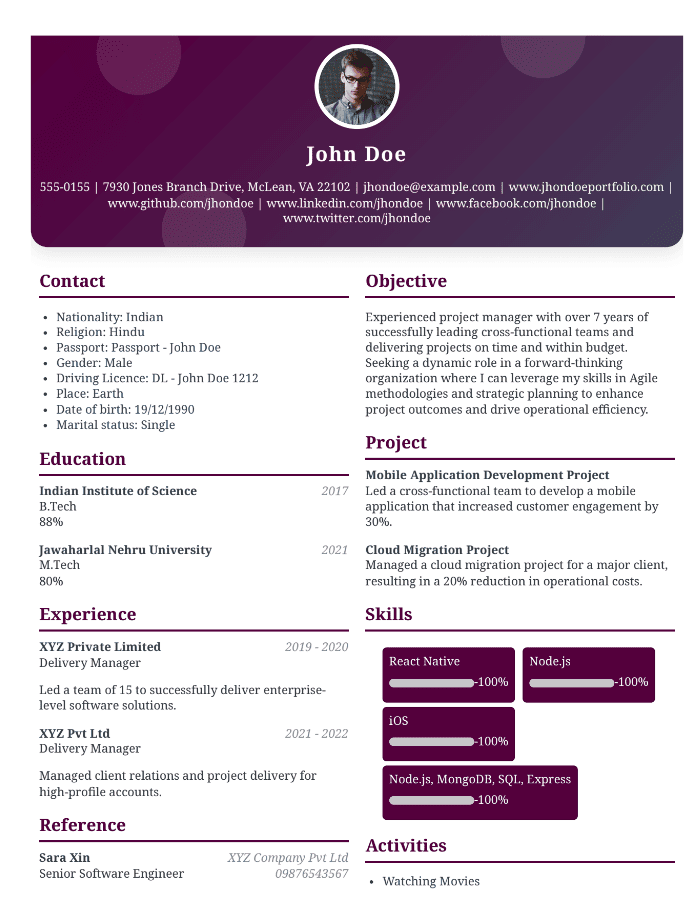 John Doe
555-0155 | 7930 Jones Branch Drive, McLean, VA 22102 | jhondoe@example.com | www.jhondoeportfolio.com |
www.github.com/jhondoe | www.linkedin.com/jhondoe | www.facebook.com/jhondoe |
www.twitter.com/jhondoe
Contact
• Nationality: Indian
• Religion: Hindu
• Passport: Passport - John Doe
• Gender: Male
• Driving Licence: DL - John Doe 1212
• Place: Earth
• Date of birth: 19/12/1990
• Marital status: Single
Education
Indian Institute of Science 2017
B.Tech
88%
Jawaharlal Nehru University 2021
M.Tech
80%
Experience
XYZ Private Limited 2019 - 2020
Delivery Manager
Led a team of 15 to successfully deliver enterprise-
level software solutions.
XYZ Pvt Ltd 2021 - 2022
Delivery Manager
Managed client relations and project delivery for
high-profile accounts.
Reference
Sara Xin XYZ Company Pvt Ltd
Senior Software Engineer 09876543567
Objective
Experienced project manager with over 7 years of
successfully leading cross-functional teams and
delivering projects on time and within budget.
Seeking a dynamic role in a forward-thinking
organization where I can leverage my skills in Agile
methodologies and strategic planning to enhance
project outcomes and drive operational efficiency.
Project
Mobile Application Development Project
Led a cross-functional team to develop a mobile
application that increased customer engagement by
30%.
Cloud Migration Project
Managed a cloud migration project for a major client,
resulting in a 20% reduction in operational costs.
Skills
React Native
-100%
Node.js
-100%
iOS
-100%
Node.js, MongoDB, SQL, Express
-100%
Activities
• Watching Movies